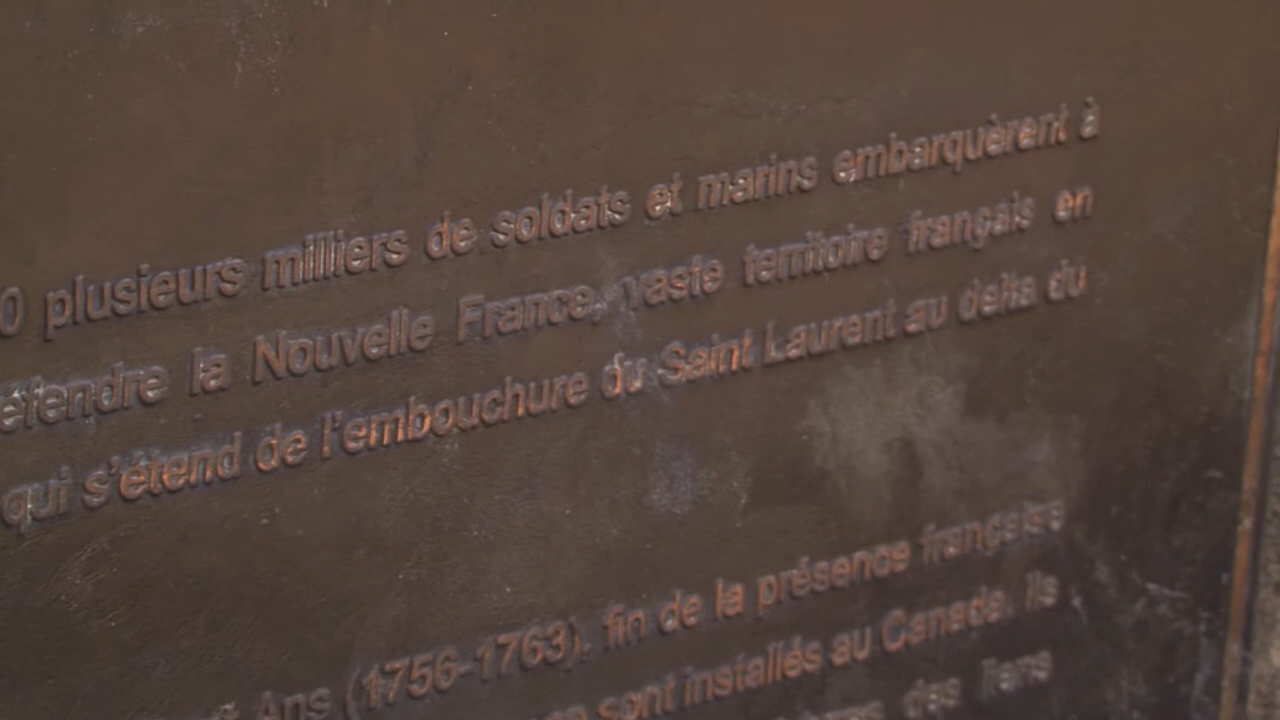 0 plusieurs milliers de soldats et marins embarquèrent à
éfendre la Nouvelle France, vaste territoire français en
qui s'étend de l'embouchure du Saint Laurent au delta du
Ans (1756-1763), fin de la présence française
sont installés au Canada. Ils
des liens